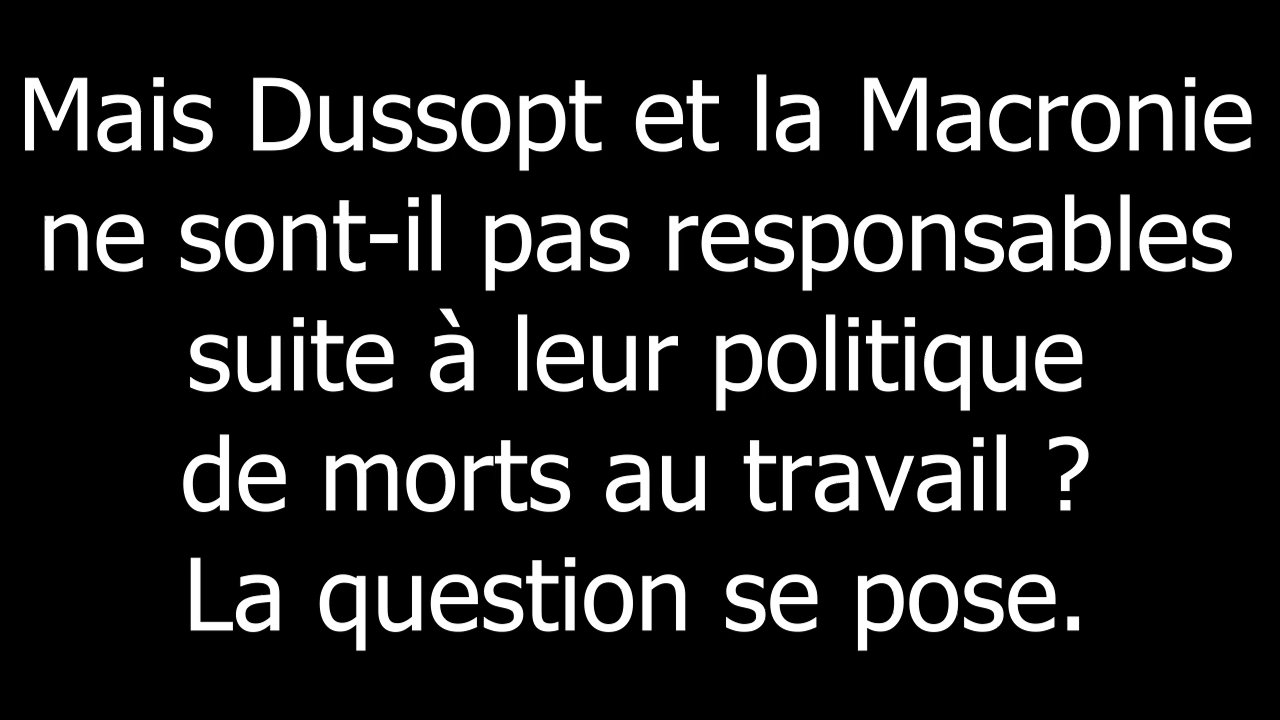 Mais Dussopt et la Macronie
ne sont-il pas responsables
suite à leur politique
de morts au travail ?
La question se pose.